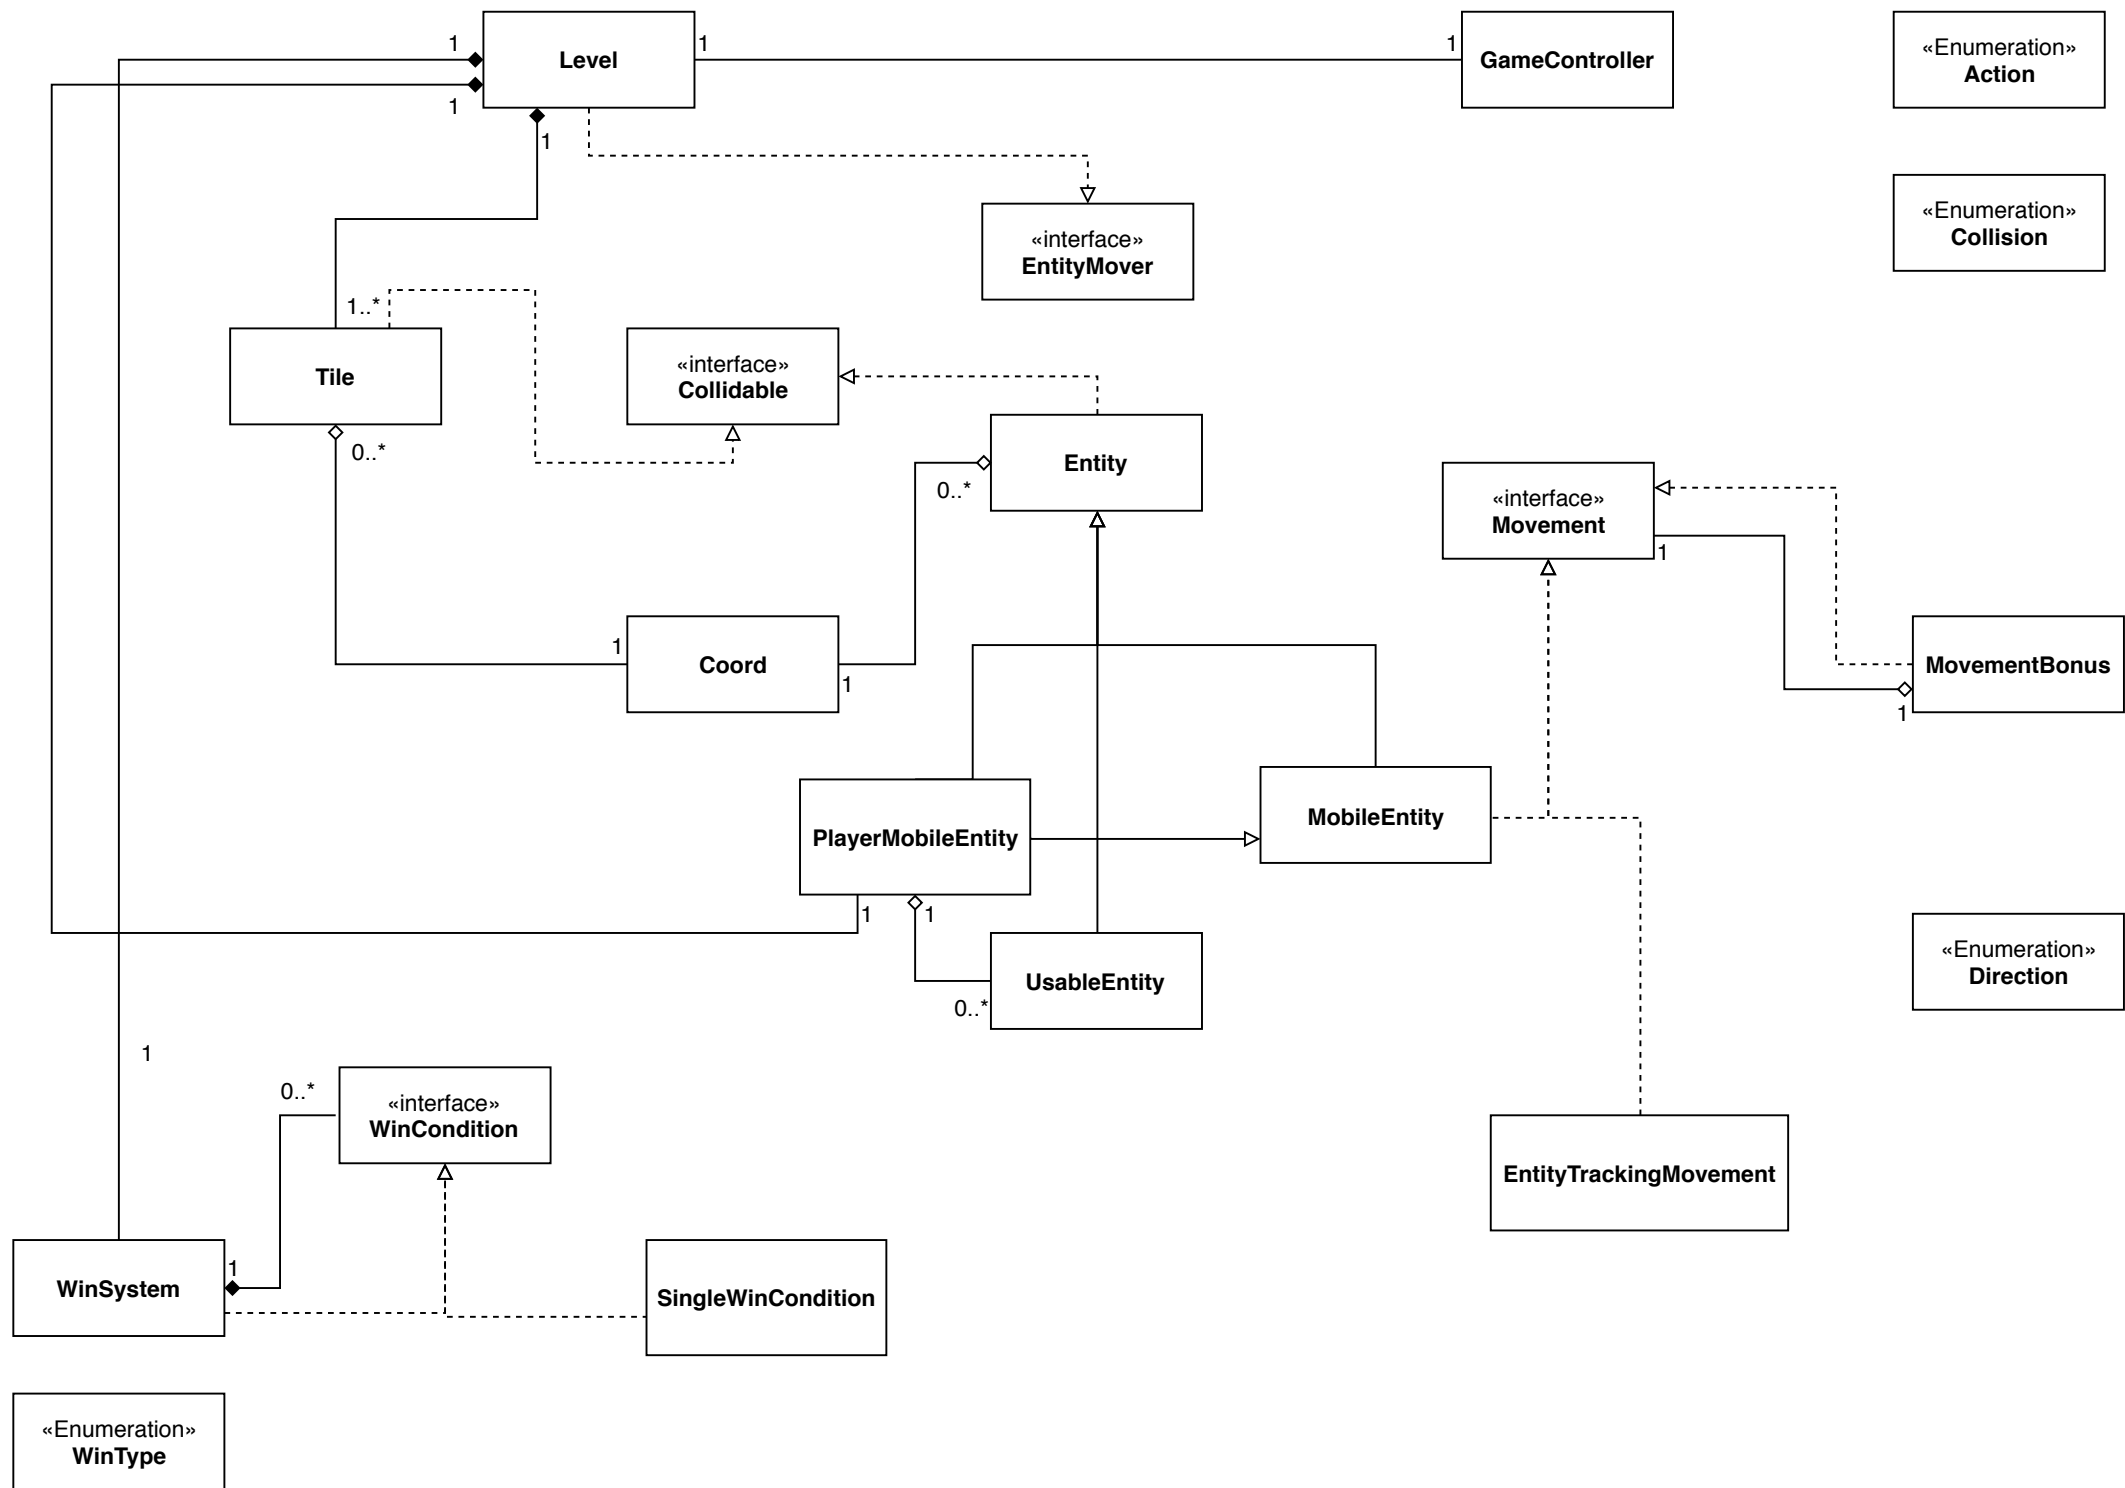 1
Level
1
1
GameController
«Enumeration»
Action
1
1
«Enumeration»
Collision
«interface»
EntityMover
1..*
Tile
«interface»
Collidable
0..*
Entity
0..*
«interface»
Movement
1
1
Coord
1
MovementBonus
1
PlayerMobileEntity
MobileEntity
1
1
UsableEntity
0..*
«Enumeration»
Direction
1
0..*
«interface»
WinCondition
EntityTrackingMovement
WinSystem
1
SingleWinCondition
«Enumeration»
WinType